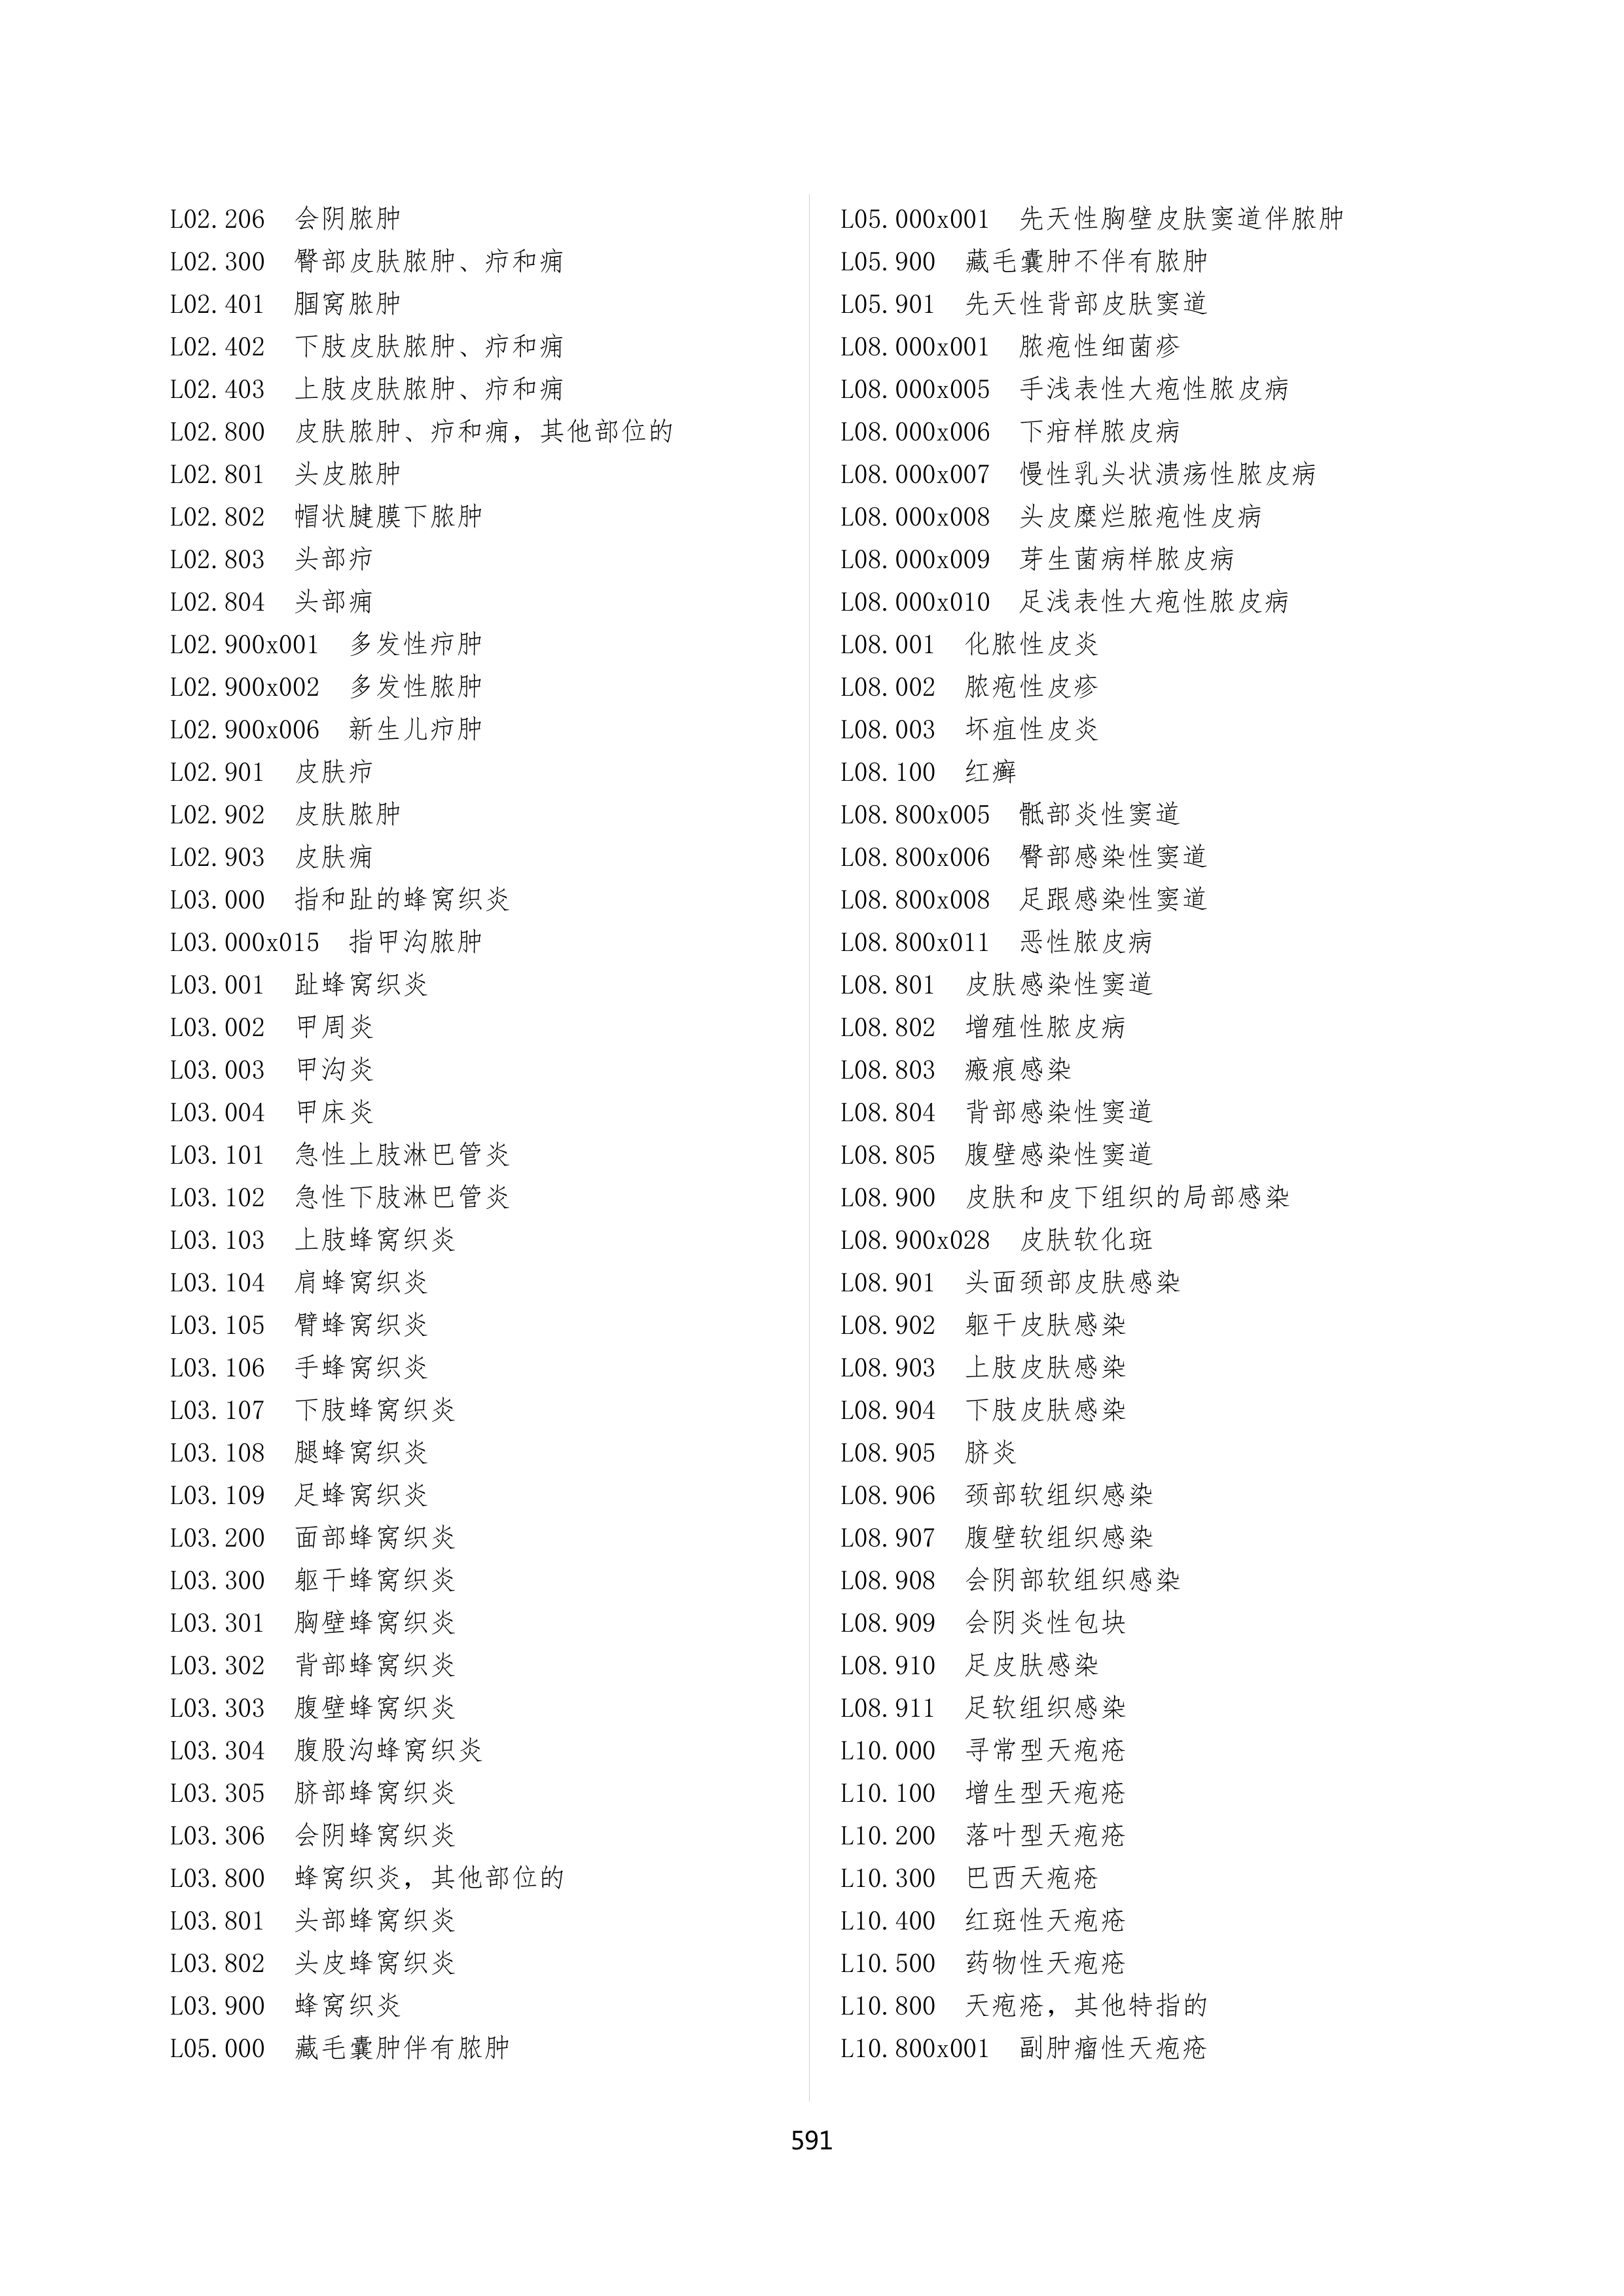 L02.206 会阴脓肿
L02.300 臀部皮肤脓肿、疖和痈
L02.401 腘窝脓肿
L02.402 下肢皮肤脓肿、疖和痈
L02.403 上肢皮肤脓肿、疖和痈
L02.800 皮肤脓肿、疖和痈，其他部位的
L02.801 头皮脓肿
L02.802 帽状腱膜下脓肿
L02.803 头部疖
L02.804 头部痈
L02.900x001 多发性疖肿
L02.900x002 多发性脓肿
L02.900x006 新生儿疖肿
L02.901 皮肤疖
L02.902 皮肤脓肿
L02.903 皮肤痈
L03.000 指和趾的蜂窝织炎
L03.000x015 指甲沟脓肿
L03.001 趾蜂窝织炎
L03.002 甲周炎
L03.003 甲沟炎
L03.004 甲床炎
L03.101 急性上肢淋巴管炎
L03.102 急性下肢淋巴管炎
L03.103 上肢蜂窝织炎
L03.104 肩蜂窝织炎
L03.105 臂蜂窝织炎
L03.106 手蜂窝织炎
L03.107 下肢蜂窝织炎
L03.108 腿蜂窝织炎
L03.109 足蜂窝织炎
L03.200 面部蜂窝织炎
L03.300 躯干蜂窝织炎
L03.301 胸壁蜂窝织炎
L03.302 背部蜂窝织炎
L03.303 腹壁蜂窝织炎
L03.304 腹股沟蜂窝织炎
L03.305 脐部蜂窝织炎
L03.306 会阴蜂窝织炎
L03.800 蜂窝织炎，其他部位的
L03.801 头部蜂窝织炎
L03.802 头皮蜂窝织炎
L03.900 蜂窝织炎
L05.000 藏毛囊肿伴有脓肿
L05.000x001 先天性胸壁皮肤窦道伴脓肿
L05.900 藏毛囊肿不伴有脓肿
L05.901 先天性背部皮肤窦道
L08.000x001 脓疱性细菌疹
L08.000x005 手浅表性大疱性脓皮病
L08.000x006 下疳样脓皮病
L08.000x007 慢性乳头状溃疡性脓皮病
L08.000x008 头皮糜烂脓疱性皮病
L08.000x009 芽生菌病样脓皮病
L08.000x010 足浅表性大疱性脓皮病
L08.001 化脓性皮炎
L08.002 脓疱性皮疹
L08.003 坏疽性皮炎
L08.100 红癣
L08.800x005 骶部炎性窦道
L08.800x006 臀部感染性窦道
L08.800x008 足跟感染性窦道
L08.800x011 恶性脓皮病
L08.801 皮肤感染性窦道
L08.802 增殖性脓皮病
L08.803 瘢痕感染
L08.804 背部感染性窦道
L08.805 腹壁感染性窦道
L08.900 皮肤和皮下组织的局部感染
L08.900x028 皮肤软化斑
L08.901 头面颈部皮肤感染
L08.902 躯干皮肤感染
L08.903 上肢皮肤感染
L08.904 下肢皮肤感染
L08.905 脐炎
L08.906 颈部软组织感染
L08.907 腹壁软组织感染
L08.908 会阴部软组织感染
L08.909 会阴炎性包块
L08.910 足皮肤感染
L08.911 足软组织感染
L10.000 寻常型天疱疮
L10.100 增生型天疱疮
L10.200 落叶型天疱疮
L10.300 巴西天疱疮
L10.400 红斑性天疱疮
L10.500 药物性天疱疮
L10.800 天疱疮，其他特指的
L10.800x001 副肿瘤性天疱疮
591